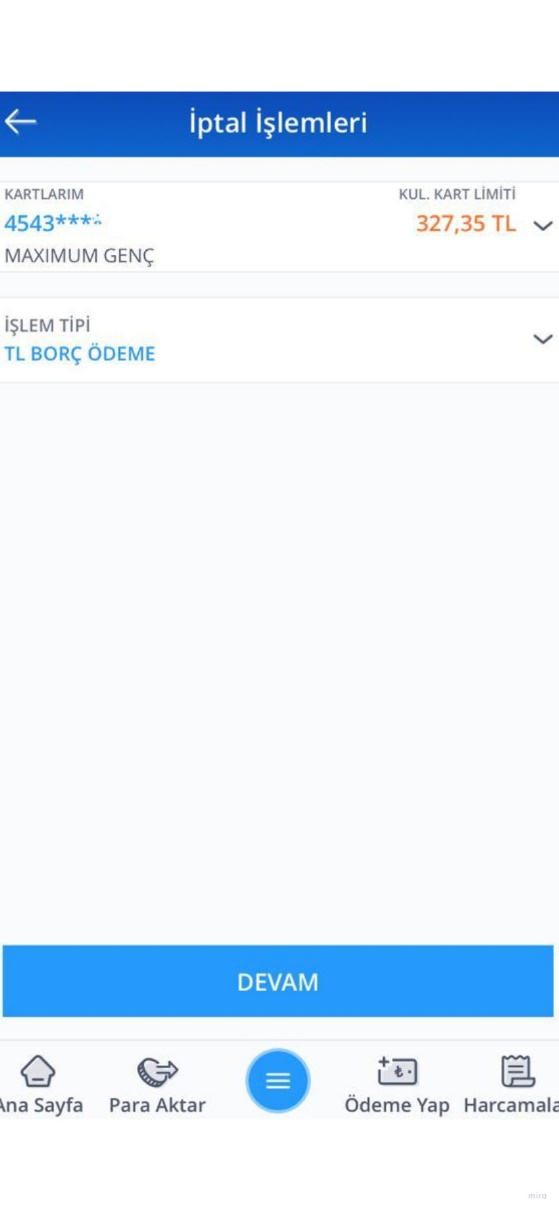 İptal İşlemleri
KARTLARIM
KUL. KART LİMİTİ
4543****
327,35 TL
MAXIMUM GENÇ
İŞLEM TİPİ
TL BORÇ ÖDEME
DEVAM
Ana Sayfa
Para Aktar
Ödeme Yap
Harcamala
miro